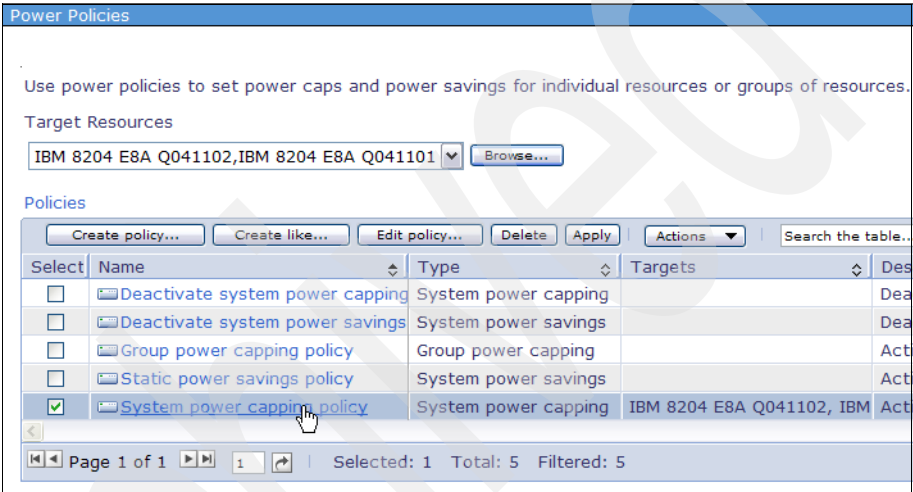 Power Policies
Use power policies to set power caps and power savings for individual resources or groups of resources.
Target Resources
IBM 8204 E8A Q041102,IBM 8204 E8A Q041101 Browse...
Policies
Create policy... Create like... Edit policy... Delete Apply Actions Search the table...
Select Name Type Targets Des
Deactivate system power capping System power capping Dea
Deactivate system power savings System power savings Dea
Group power capping policy Group power capping Acti
Static power savings policy System power savings Acti
System power capping policy System power capping IBM 8204 E8A Q041102, IBM Acti
Page 1 of 1 1 Selected: 1 Total: 5 Filtered: 5